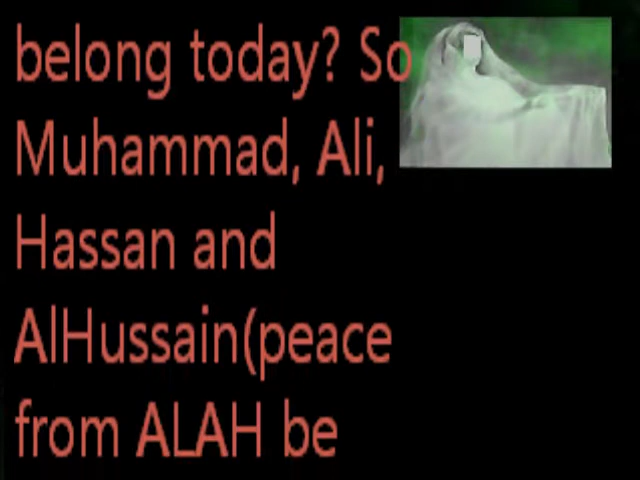 belong today? So
Muhammad, Ali,
Hassan and
AlHussain(peace
from ALAH be